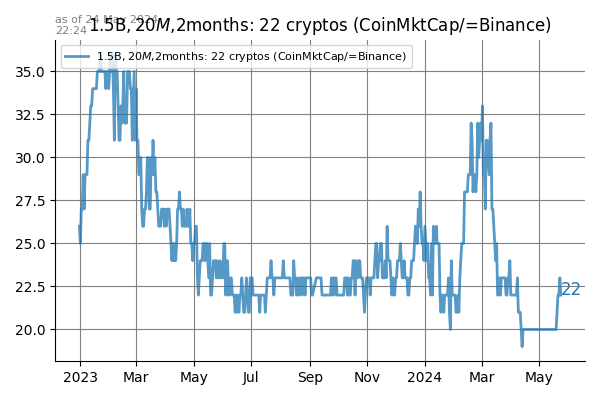 as of 24 May 2024
22:24
1.5B, 20M,2months: 22 cryptos (CoinMktCap/=Binance)
1.5B, 20M,2months: 22 cryptos (CoinMktCap/=Binance)
35.0
32.5
30.0
27.5
25.0
22.5
20.0
22
2023 Mar May Jul Sep Nov 2024 Mar May